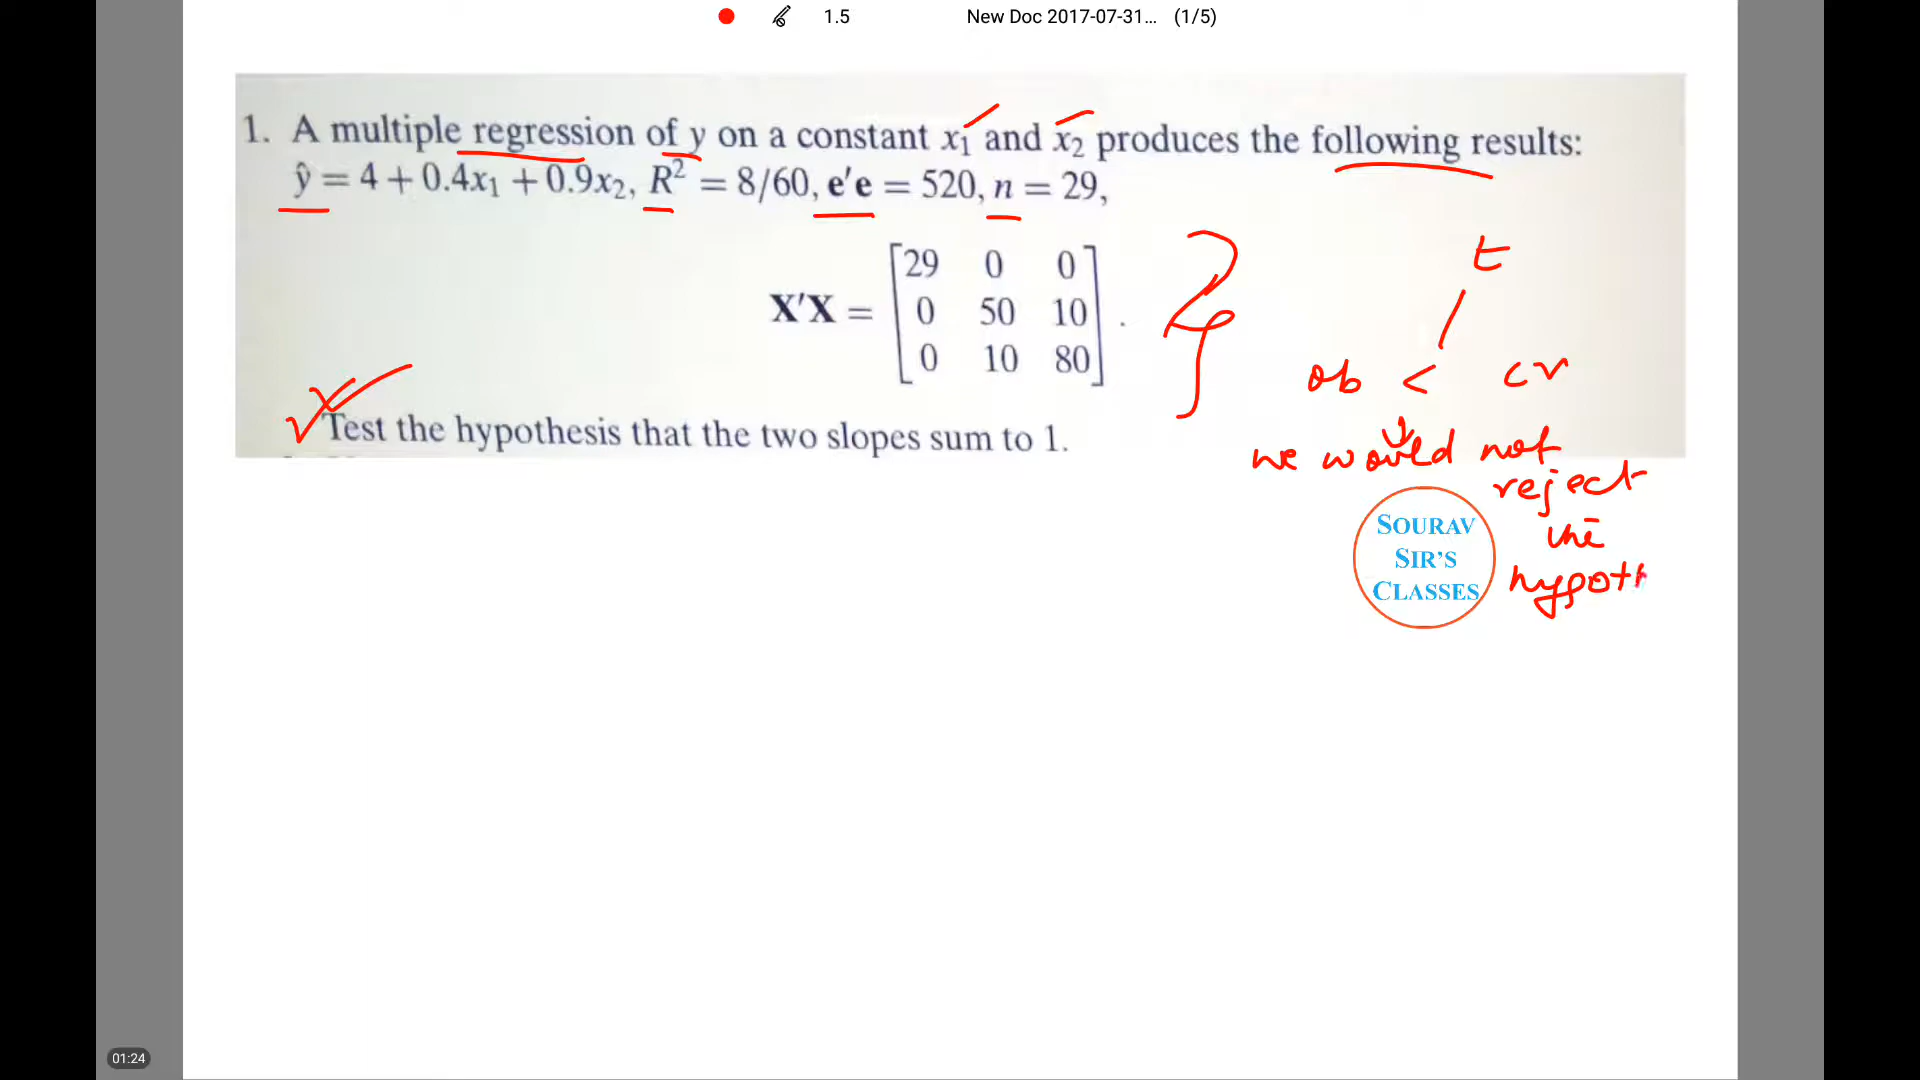 1.5 New Doc 2017-07-31... (1/5)
1. A multiple regression of y on a constant x₁ and x₂ produces the following results:
ŷ = 4 + 0.4x₁ + 0.9x₂, R² = 8/60, e′e = 520, n = 29,
X′X = [29 0 0
0 50 10
0 10 80] .
Test the hypothesis that the two slopes sum to 1.
t
ob < cr
we would not
reject
the
hypoth
SOURAV
SIR'S
CLASSES
01:24